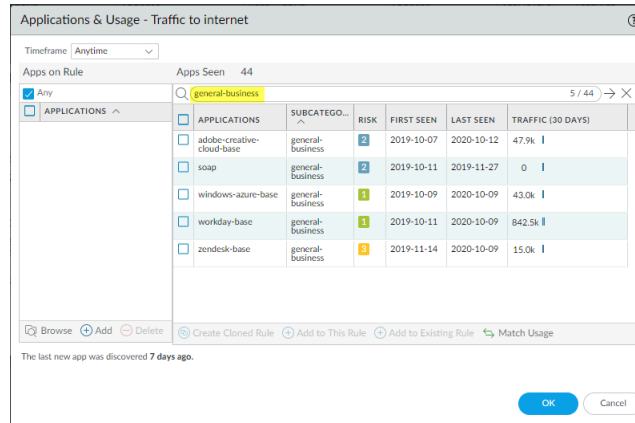 Applications & Usage - Traffic to internet
Timeframe Anytime
Apps on Rule
Apps Seen 44
Any
general-business
5 / 44
APPLICATIONS
APPLICATIONS SUBCATEGO... RISK FIRST SEEN LAST SEEN TRAFFIC (30 DAYS)
adobe-creative-cloud-base general-business 2 2019-10-07 2020-10-12 47.9k
soap general-business 2 2019-10-11 2019-11-27 0
windows-azure-base general-business 1 2019-10-09 2020-10-09 43.0k
workday-base general-business 1 2019-10-11 2020-10-09 842.5k
zendesk-base general-business 3 2019-11-14 2020-10-09 15.0k
Browse Add Delete
Create Cloned Rule Add to This Rule Add to Existing Rule Match Usage
The last new app was discovered 7 days ago.
OK Cancel